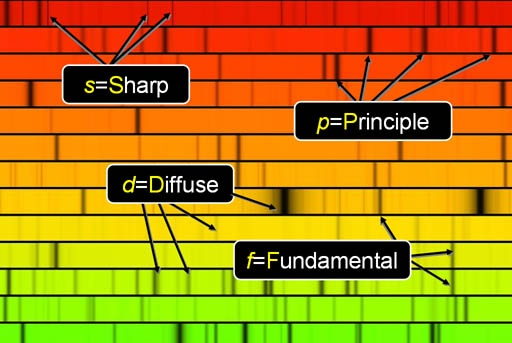 s=Sharp
p=Principle
d=Diffuse
f=Fundamental